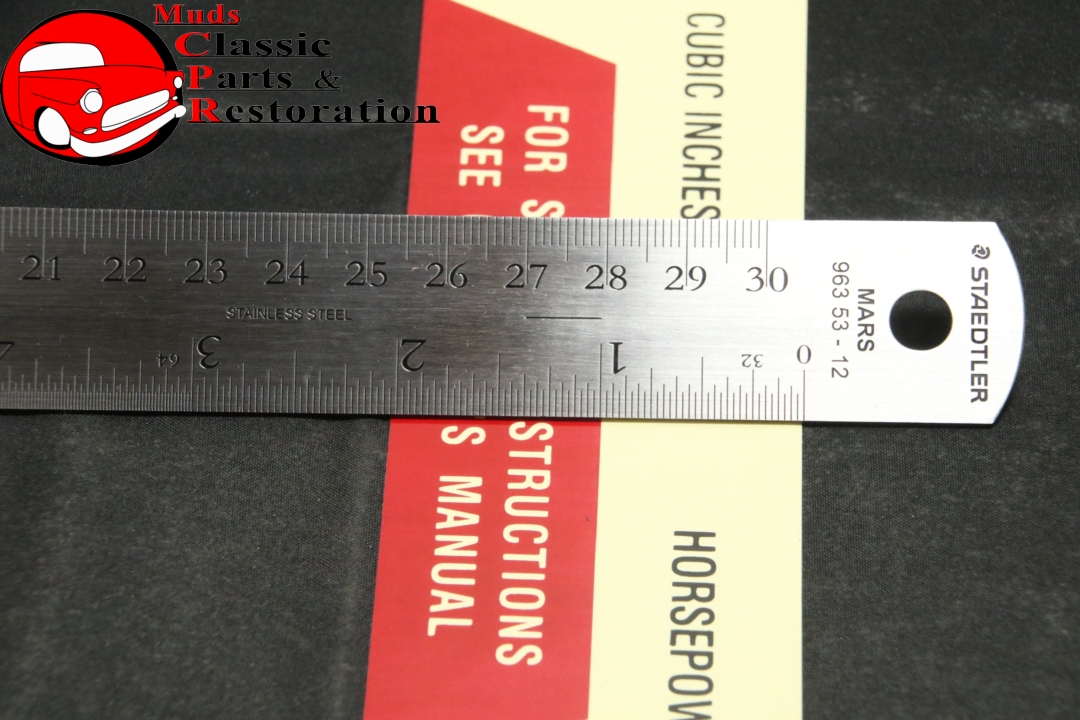 Muds
Classic
Parts &
Restoration
CUBIC INCHES
FOR S
SEE
21 22 23 24 25 26 27 28 29 30
STAINLESS STEEL
64 3 2 1 32 0
MARS
963 53 - 12
STAEDTLER
STRUCTIONS
S MANUAL
HORSEPOW